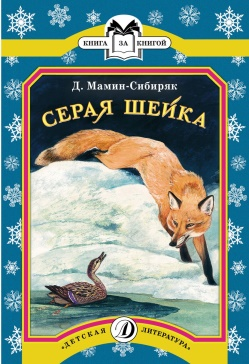 КНИГА ЗА КНИГОЙ
Д. Мамин-Сибиряк
СЕРАЯ ШЕЙКА
«ДЕТСКАЯ Д ЛИТЕРАТУРА»